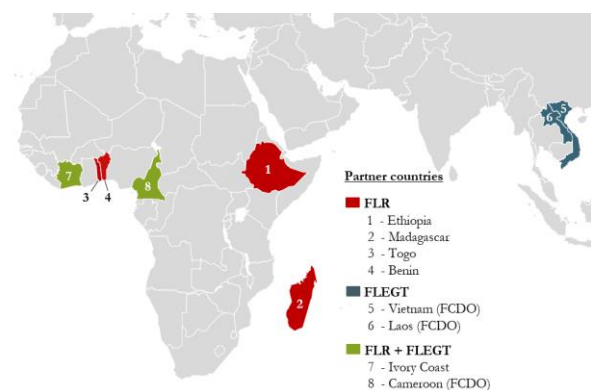 5
6
7
8
1
3
4
2
Partner countries
FLR
1 - Ethiopia
2 - Madagascar
3 - Togo
4 - Benin
FLEGT
5 - Vietnam (FCDO)
6 - Laos (FCDO)
FLR + FLEGT
7 - Ivory Coast
8 - Cameroon (FCDO)